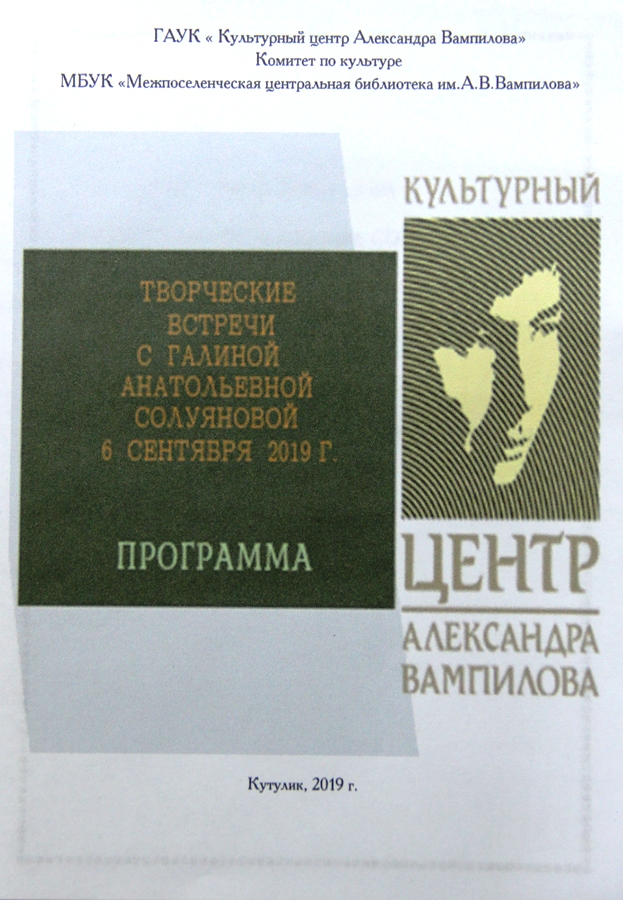 ГАУК « Культурный центр Александра Вампилова»
Комитет по культуре
МБУК «Межпоселенческая центральная библиотека им.А.В.Вампилова»
КУЛЬТУРНЫЙ
ТВОРЧЕСКИЕ
ВСТРЕЧИ
С ГАЛИНОЙ
АНАТОЛЬЕВНОЙ
СОЛУЯНОВОЙ
6 СЕНТЯБРЯ 2019 Г.
ПРОГРАММА
ЦЕНТР
АЛЕКСАНДРА
ВАМПИЛОВА
Кутулик, 2019 г.